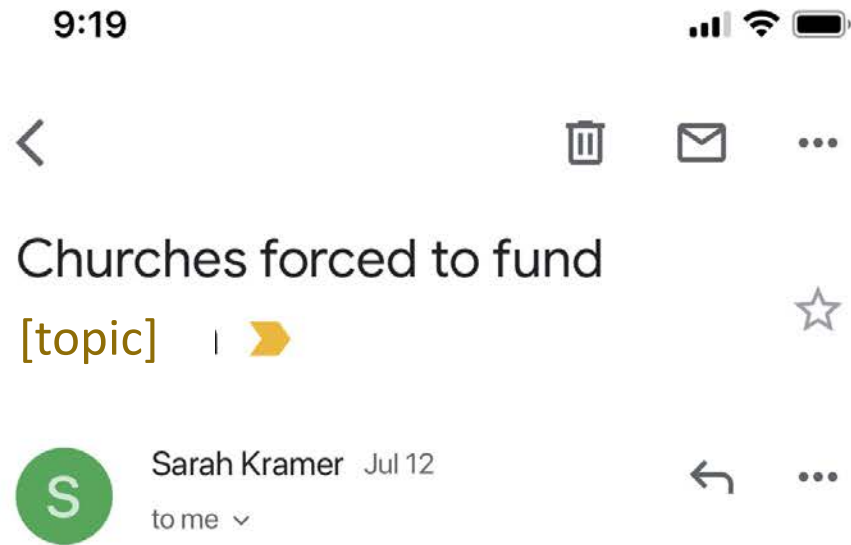 9:19
Churches forced to fund
[topic]
S
Sarah Kramer Jul 12
to me